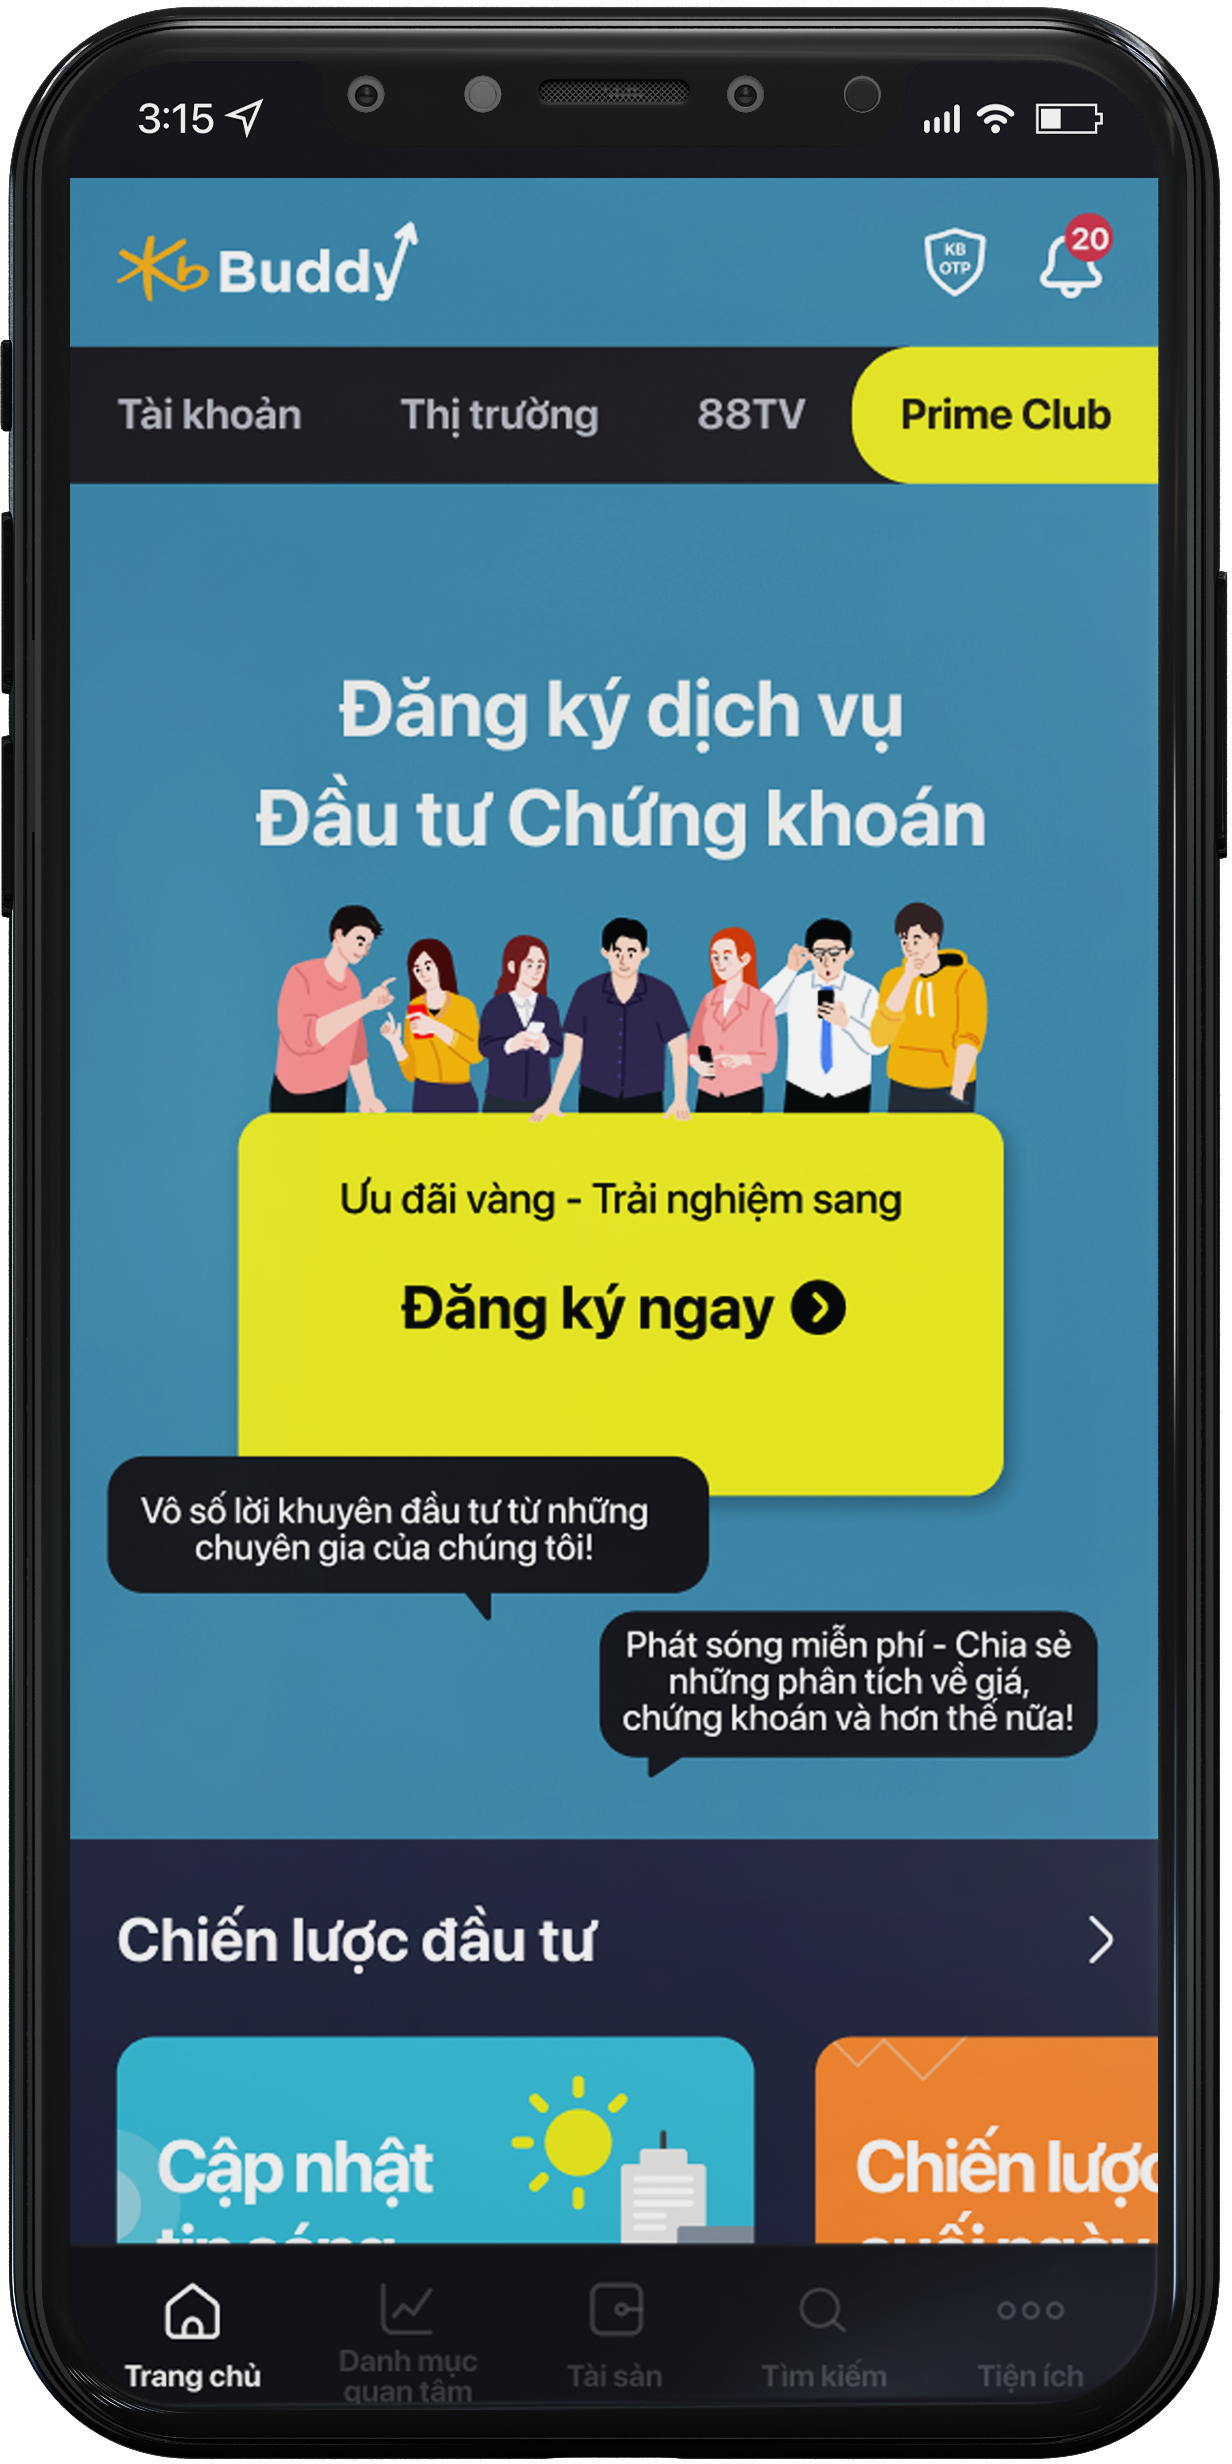 3:15
Kb Buddy
KB
OTP
20
Tài khoản
Thị trường
88TV
Prime Club
Đăng ký dịch vụ
Đầu tư Chứng khoán
Ưu đãi vàng - Trải nghiệm sang
Đăng ký ngay
Vô số lời khuyên đầu tư từ những
chuyên gia của chúng tôi!
Phát sóng miễn phí - Chia sẻ
những phân tích về giá,
chứng khoán và hơn thế nữa!
Chiến lược đầu tư
Cập nhật
tin sáng
Chiến lược
cuối ngày
Trang chủ
Danh mục
quan tâm
Tài sản
Tìm kiếm
Tiện ích